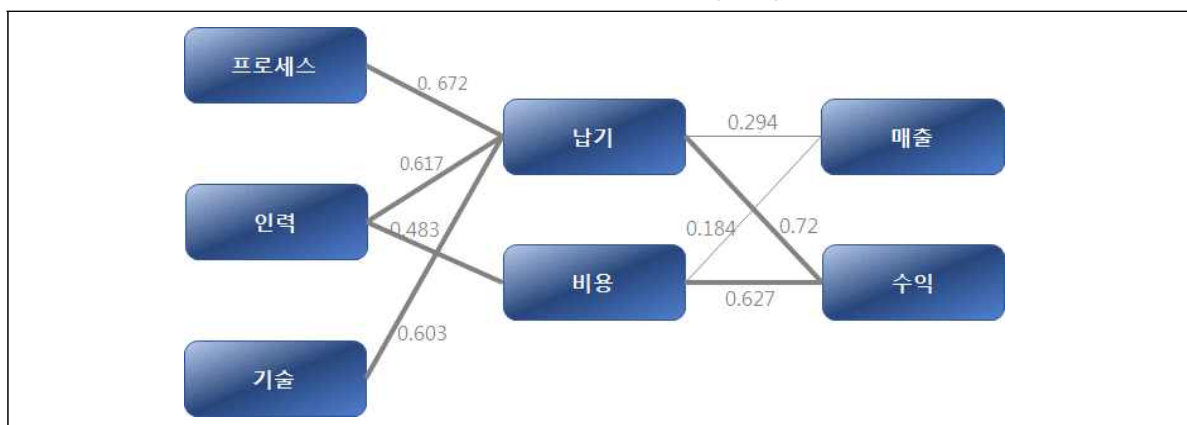 프로세스
0. 672
납기
0.294
매출
0.617
인력
0.483
0.184
0.72
비용
0.627
수익
0.603
기술